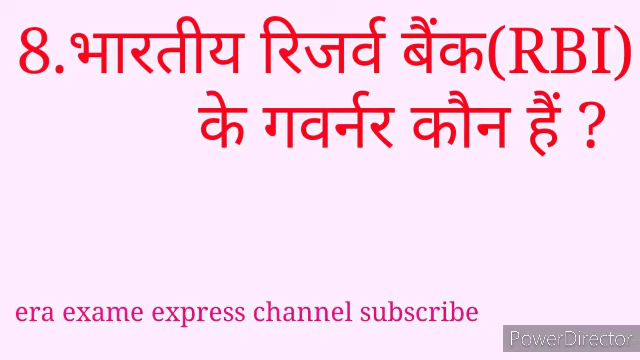 8.भारतीय रिजर्व बैंक(RBI)
के गवर्नर कौन हैं ?
era exame express channel subscribe
PowerDirector